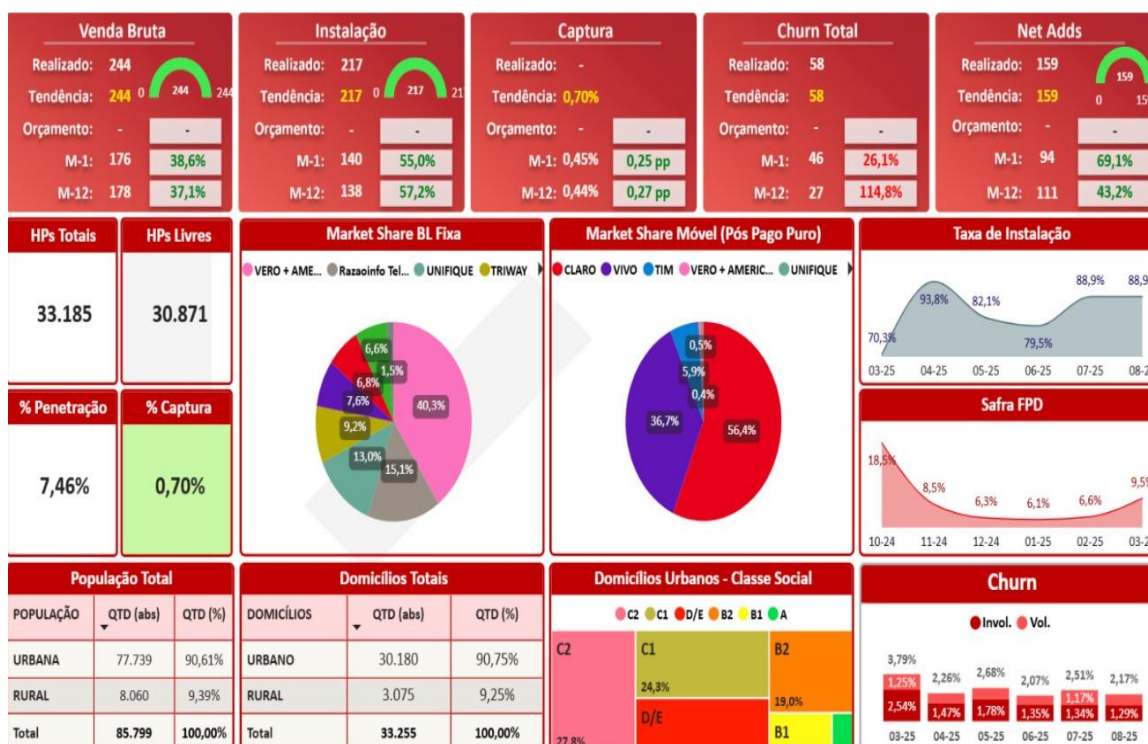 Venda Bruta
Realizado: 244
Tendência: 244
0 244 244
Orçamento: - -
M-1: 176 38,6%
M-12: 178 37,1%
Instalação
Realizado: 217
Tendência: 217
0 217
Orçamento: - -
M-1: 140 55,0%
M-12: 138 57,2%
Captura
Realizado: -
Tendência: 0,70%
Orçamento: - -
M-1: 0,45% 0,25 pp
M-12: 0,44% 0,27 pp
Churn Total
Realizado: 58
Tendência: 58
Orçamento: - -
M-1: 46 26,1%
M-12: 27 114,8%
Net Adds
Realizado: 159
Tendência: 159
159
0
Orçamento: - -
M-1: 94 69,1%
M-12: 111 43,2%
HPs Totais
33.185
HPs Livres
30.871
% Penetração
7,46%
% Captura
0,70%
Market Share BL Fixa
VERO + AME... Razaoinfo Tel... UNIFIQUE TRIWAY
6,6%
1,5%
6,8%
40,3%
7,6%
9,2%
13,0%
15,1%
Market Share Móvel (Pós Pago Puro)
CLARO VIVO TIM VERO + AMERIC... UNIFIQUE
0,5%
5,9%
0,4%
36,7%
56,4%
Taxa de Instalação
70,3% 93,8% 82,1% 79,5% 88,9% 88,9
03-25 04-25 05-25 06-25 07-25 08-2
Safra FPD
18,5% 8,5% 6,3% 6,1% 6,6% 9,5%
10-24 11-24 12-24 01-25 02-25 03-2
População Total
POPULAÇÃO QTD (abs) QTD (%)
URBANA 77.739 90,61%
RURAL 8.060 9,39%
Total 85.799 100,00%
Domicílios Totais
DOMICÍLIOS QTD (abs) QTD (%)
URBANO 30.180 90,75%
RURAL 3.075 9,25%
Total 33.255 100,00%
Domicílios Urbanos - Classe Social
C2 C1 D/E B2 B1 A
C2
27,8%
C1
24,3%
D/E
B2
19,0%
B1
Churn
Invol. Vol.
3,79% 2,26% 2,68% 2,07% 2,51% 2,17%
1,25% 1,17%
2,54% 1,47% 1,78% 1,35% 1,34% 1,29%
03-25 04-25 05-25 06-25 07-25 08-25